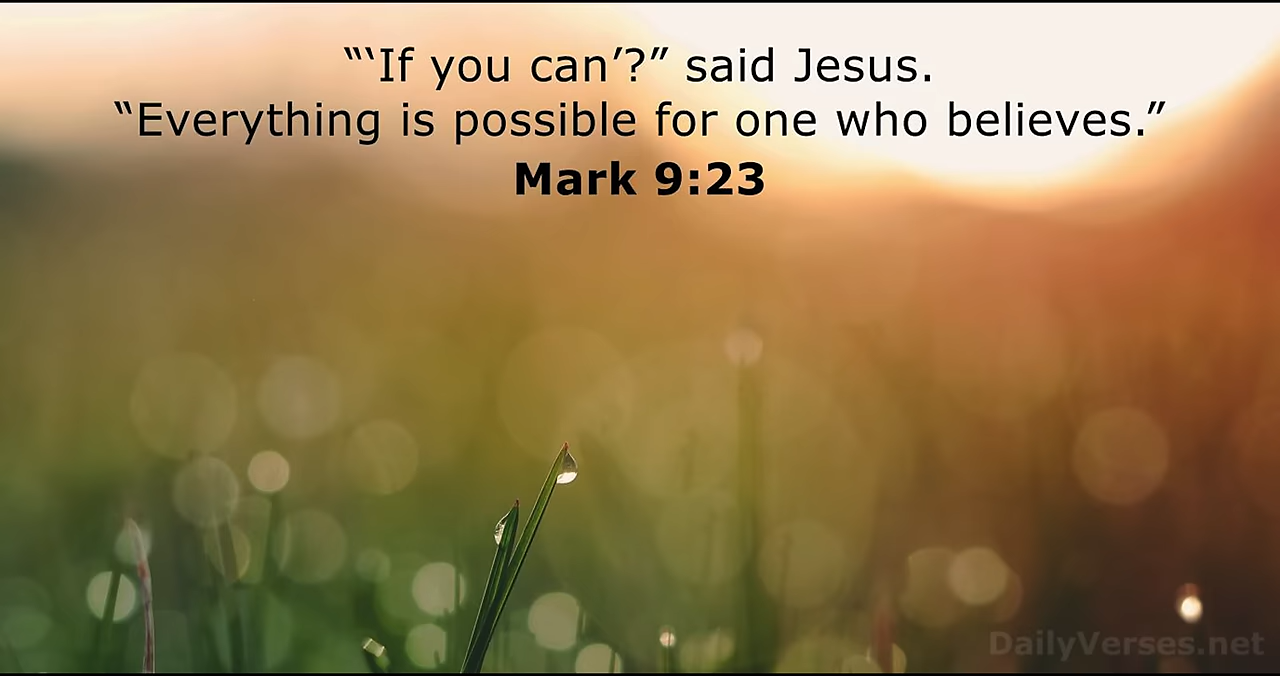 “‘If you can’?” said Jesus.
“Everything is possible for one who believes.”
Mark 9:23
DailyVerses.net